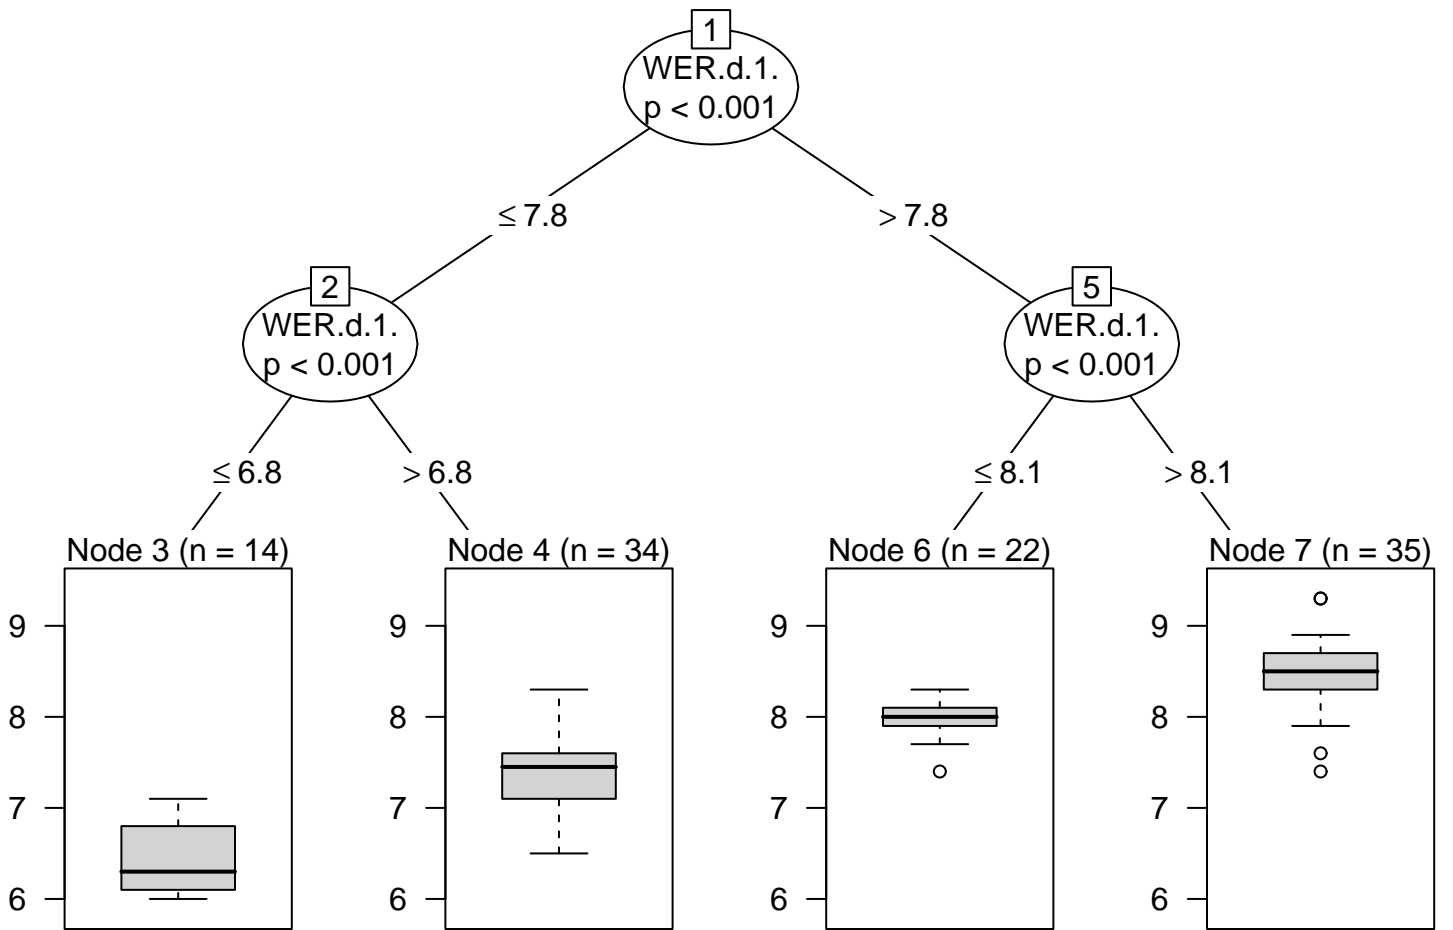 1
WER.d.1.
p < 0.001
≤ 7.8
> 7.8
2
WER.d.1.
p < 0.001
5
WER.d.1.
p < 0.001
≤ 6.8
> 6.8
≤ 8.1
> 8.1
Node 3 (n = 14)
9
8
7
6
Node 4 (n = 34)
9
8
7
6
Node 6 (n = 22)
9
8
7
6
Node 7 (n = 35)
9
8
7
6